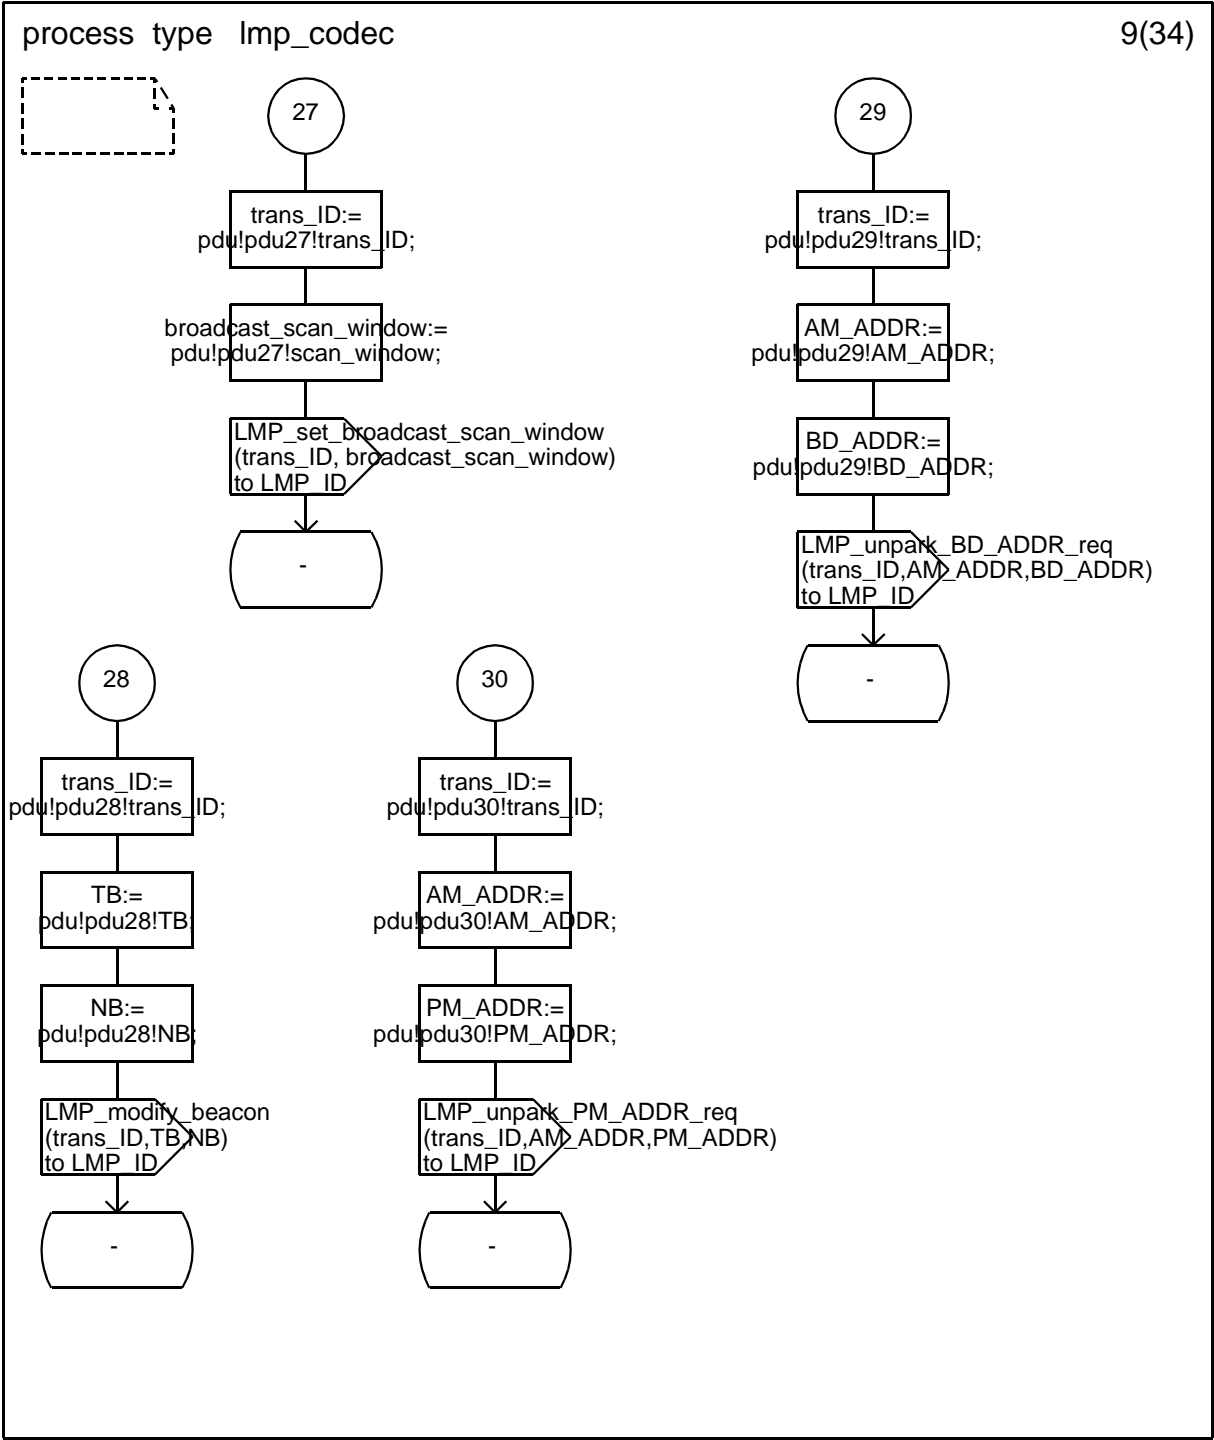 process type lmp_codec
9(34)
27
trans_ID:=
pdu!pdu27!trans_ID;
broadcast_scan_window:=
pdu!pdu27!scan_window;
LMP_set_broadcast_scan_window
(trans_ID, broadcast_scan_window)
to LMP_ID
-
29
trans_ID:=
pdu!pdu29!trans_ID;
AM_ADDR:=
pdu!pdu29!AM_ADDR;
BD_ADDR:=
pdu!pdu29!BD_ADDR;
LMP_unpark_BD_ADDR_req
(trans_ID,AM_ADDR,BD_ADDR)
to LMP_ID
-
28
trans_ID:=
pdu!pdu28!trans_ID;
TB:=
pdu!pdu28!TB;
NB:=
pdu!pdu28!NB;
LMP_modify_beacon
(trans_ID,TB,NB)
to LMP_ID
-
30
trans_ID:=
pdu!pdu30!trans_ID;
AM_ADDR:=
pdu!pdu30!AM_ADDR;
PM_ADDR:=
pdu!pdu30!PM_ADDR;
LMP_unpark_PM_ADDR_req
(trans_ID,AM_ADDR,PM_ADDR)
to LMP_ID
-